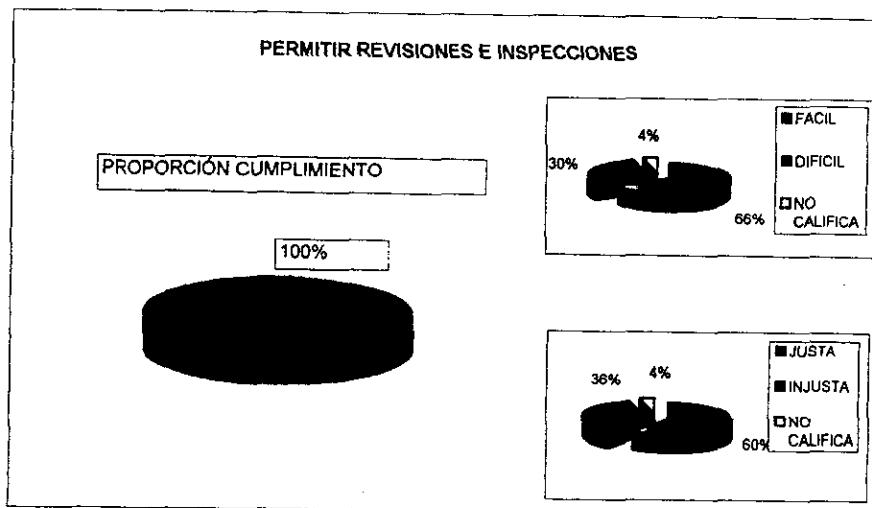 PERMITIR REVISIONES E INSPECCIONES
PROPORCIÓN CUMPLIMIENTO
100%
4%
30%
66%
FACIL
DIFICIL
NO
CALIFICA
36%
4%
60%
JUSTA
INJUSTA
NO
CALIFICA